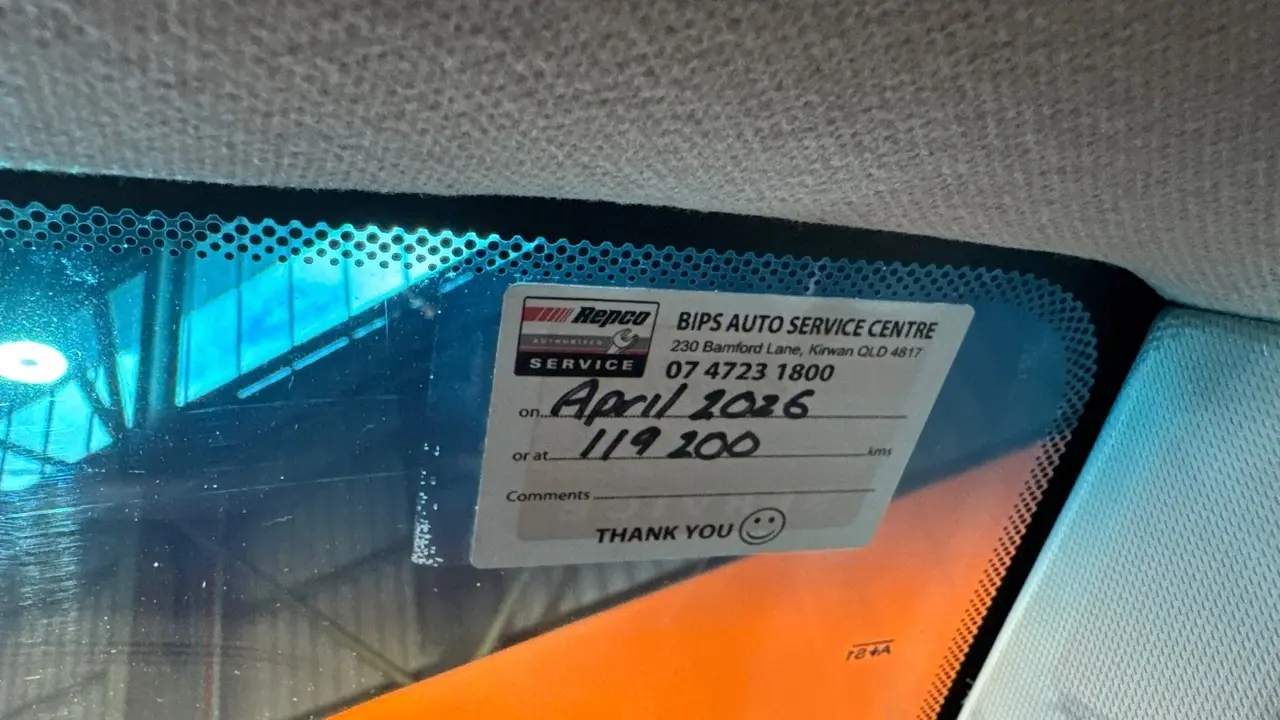 Repco
AUTHORISED
SERVICE
BIPS AUTO SERVICE CENTRE
230 Bamford Lane, Kirwan QLD 4817
07 4723 1800
on April 2026
or at 119 200 kms
Comments
THANK YOU